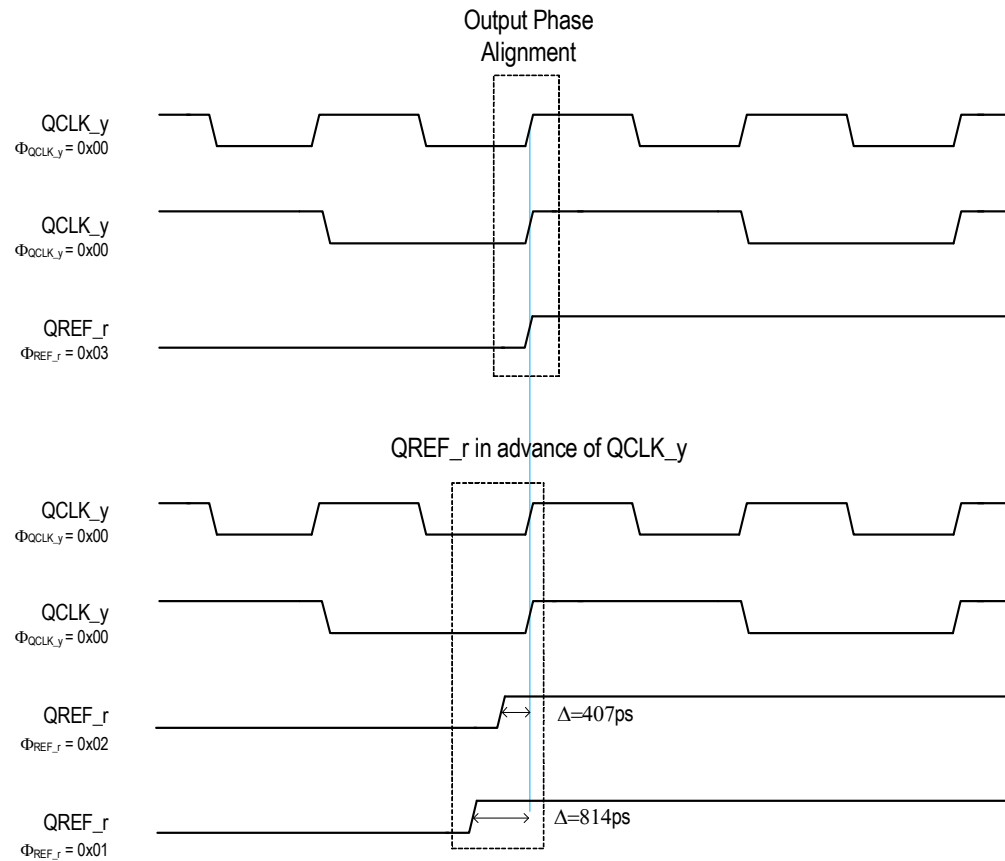 Output Phase
Alignment
QCLK_y
ΦQCLK_y = 0x00
QCLK_y
ΦQCLK_y = 0x00
QREF_r
ΦREF_r = 0x03
QREF_r in advance of QCLK_y
QCLK_y
ΦQCLK_y = 0x00
QCLK_y
ΦQCLK_y = 0x00
QREF_r
Δ=407ps
ΦREF_r = 0x02
QREF_r
Δ=814ps
ΦREF_r = 0x01